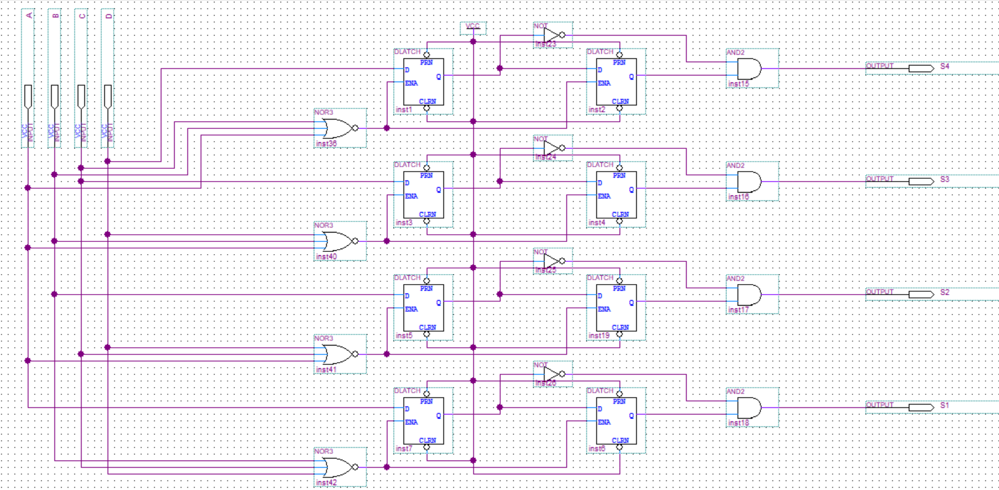 A B C D
VCC INPUT VCC INPUT VCC INPUT VCC INPUT
VCC
NOT
inst23
DLATCH
PRN
D
Q
ENA
CLRN
inst1
DLATCH
PRN
D
Q
ENA
CLRN
inst2
AND2
inst15
OUTPUT S4
NOR3
inst36
NOT
inst24
DLATCH
PRN
D
Q
ENA
CLRN
inst3
DLATCH
PRN
D
Q
ENA
CLRN
inst4
AND2
inst16
OUTPUT S3
NOR3
inst40
NOT
inst25
DLATCH
PRN
D
Q
ENA
CLRN
inst5
DLATCH
PRN
D
Q
ENA
CLRN
inst19
AND2
inst17
OUTPUT S2
NOR3
inst41
NOT
inst26
DLATCH
PRN
D
Q
ENA
CLRN
inst7
DLATCH
PRN
D
Q
ENA
CLRN
inst6
AND2
inst18
OUTPUT S1
NOR3
inst42